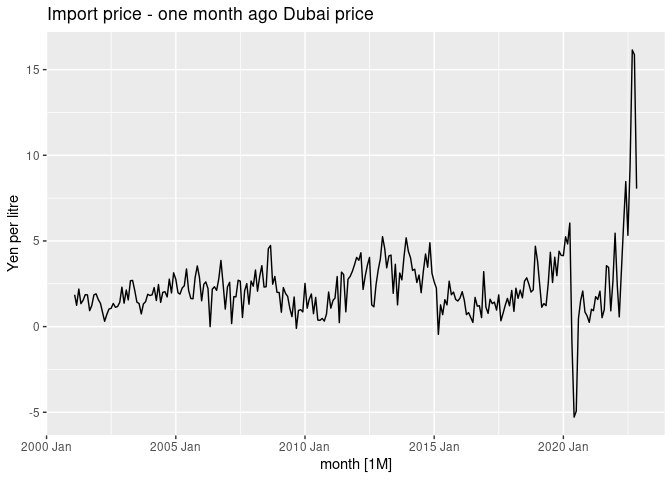 Import price - one month ago Dubai price
Yen per litre
15
10
5
0
-5
2000 Jan 2005 Jan 2010 Jan 2015 Jan 2020 Jan
month [1M]